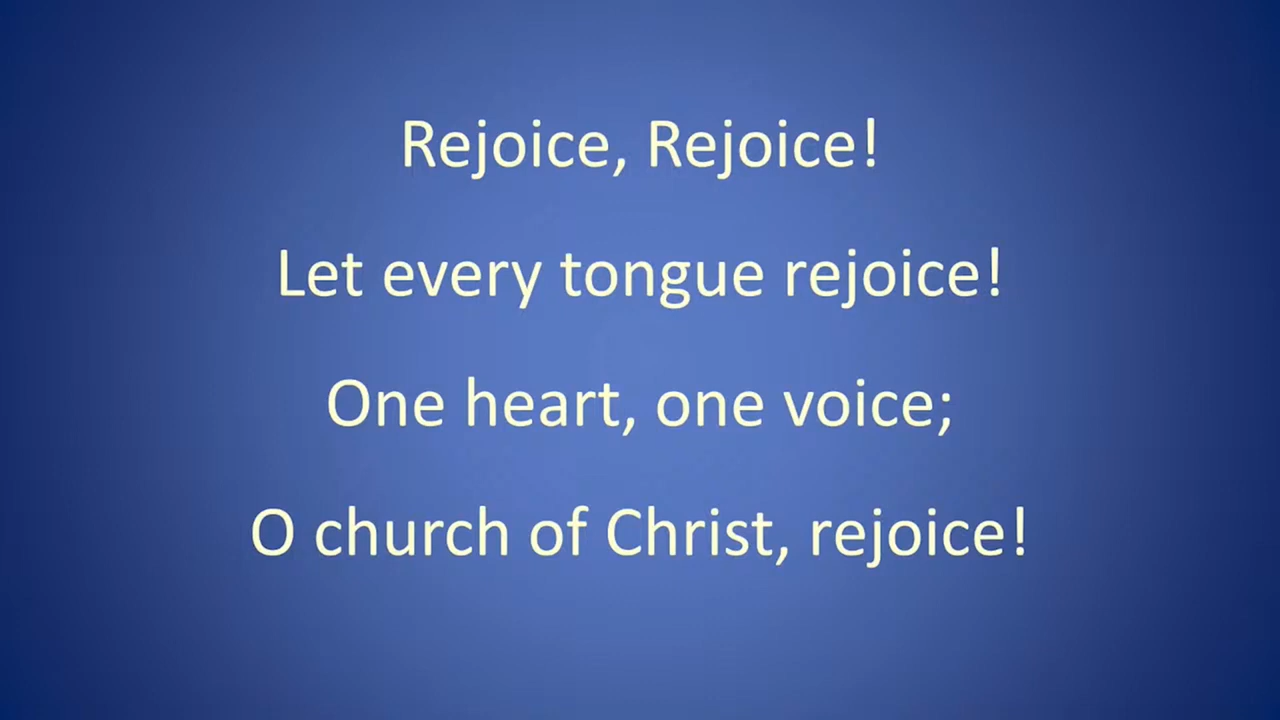 Rejoice, Rejoice!
Let every tongue rejoice!
One heart, one voice;
O church of Christ, rejoice!